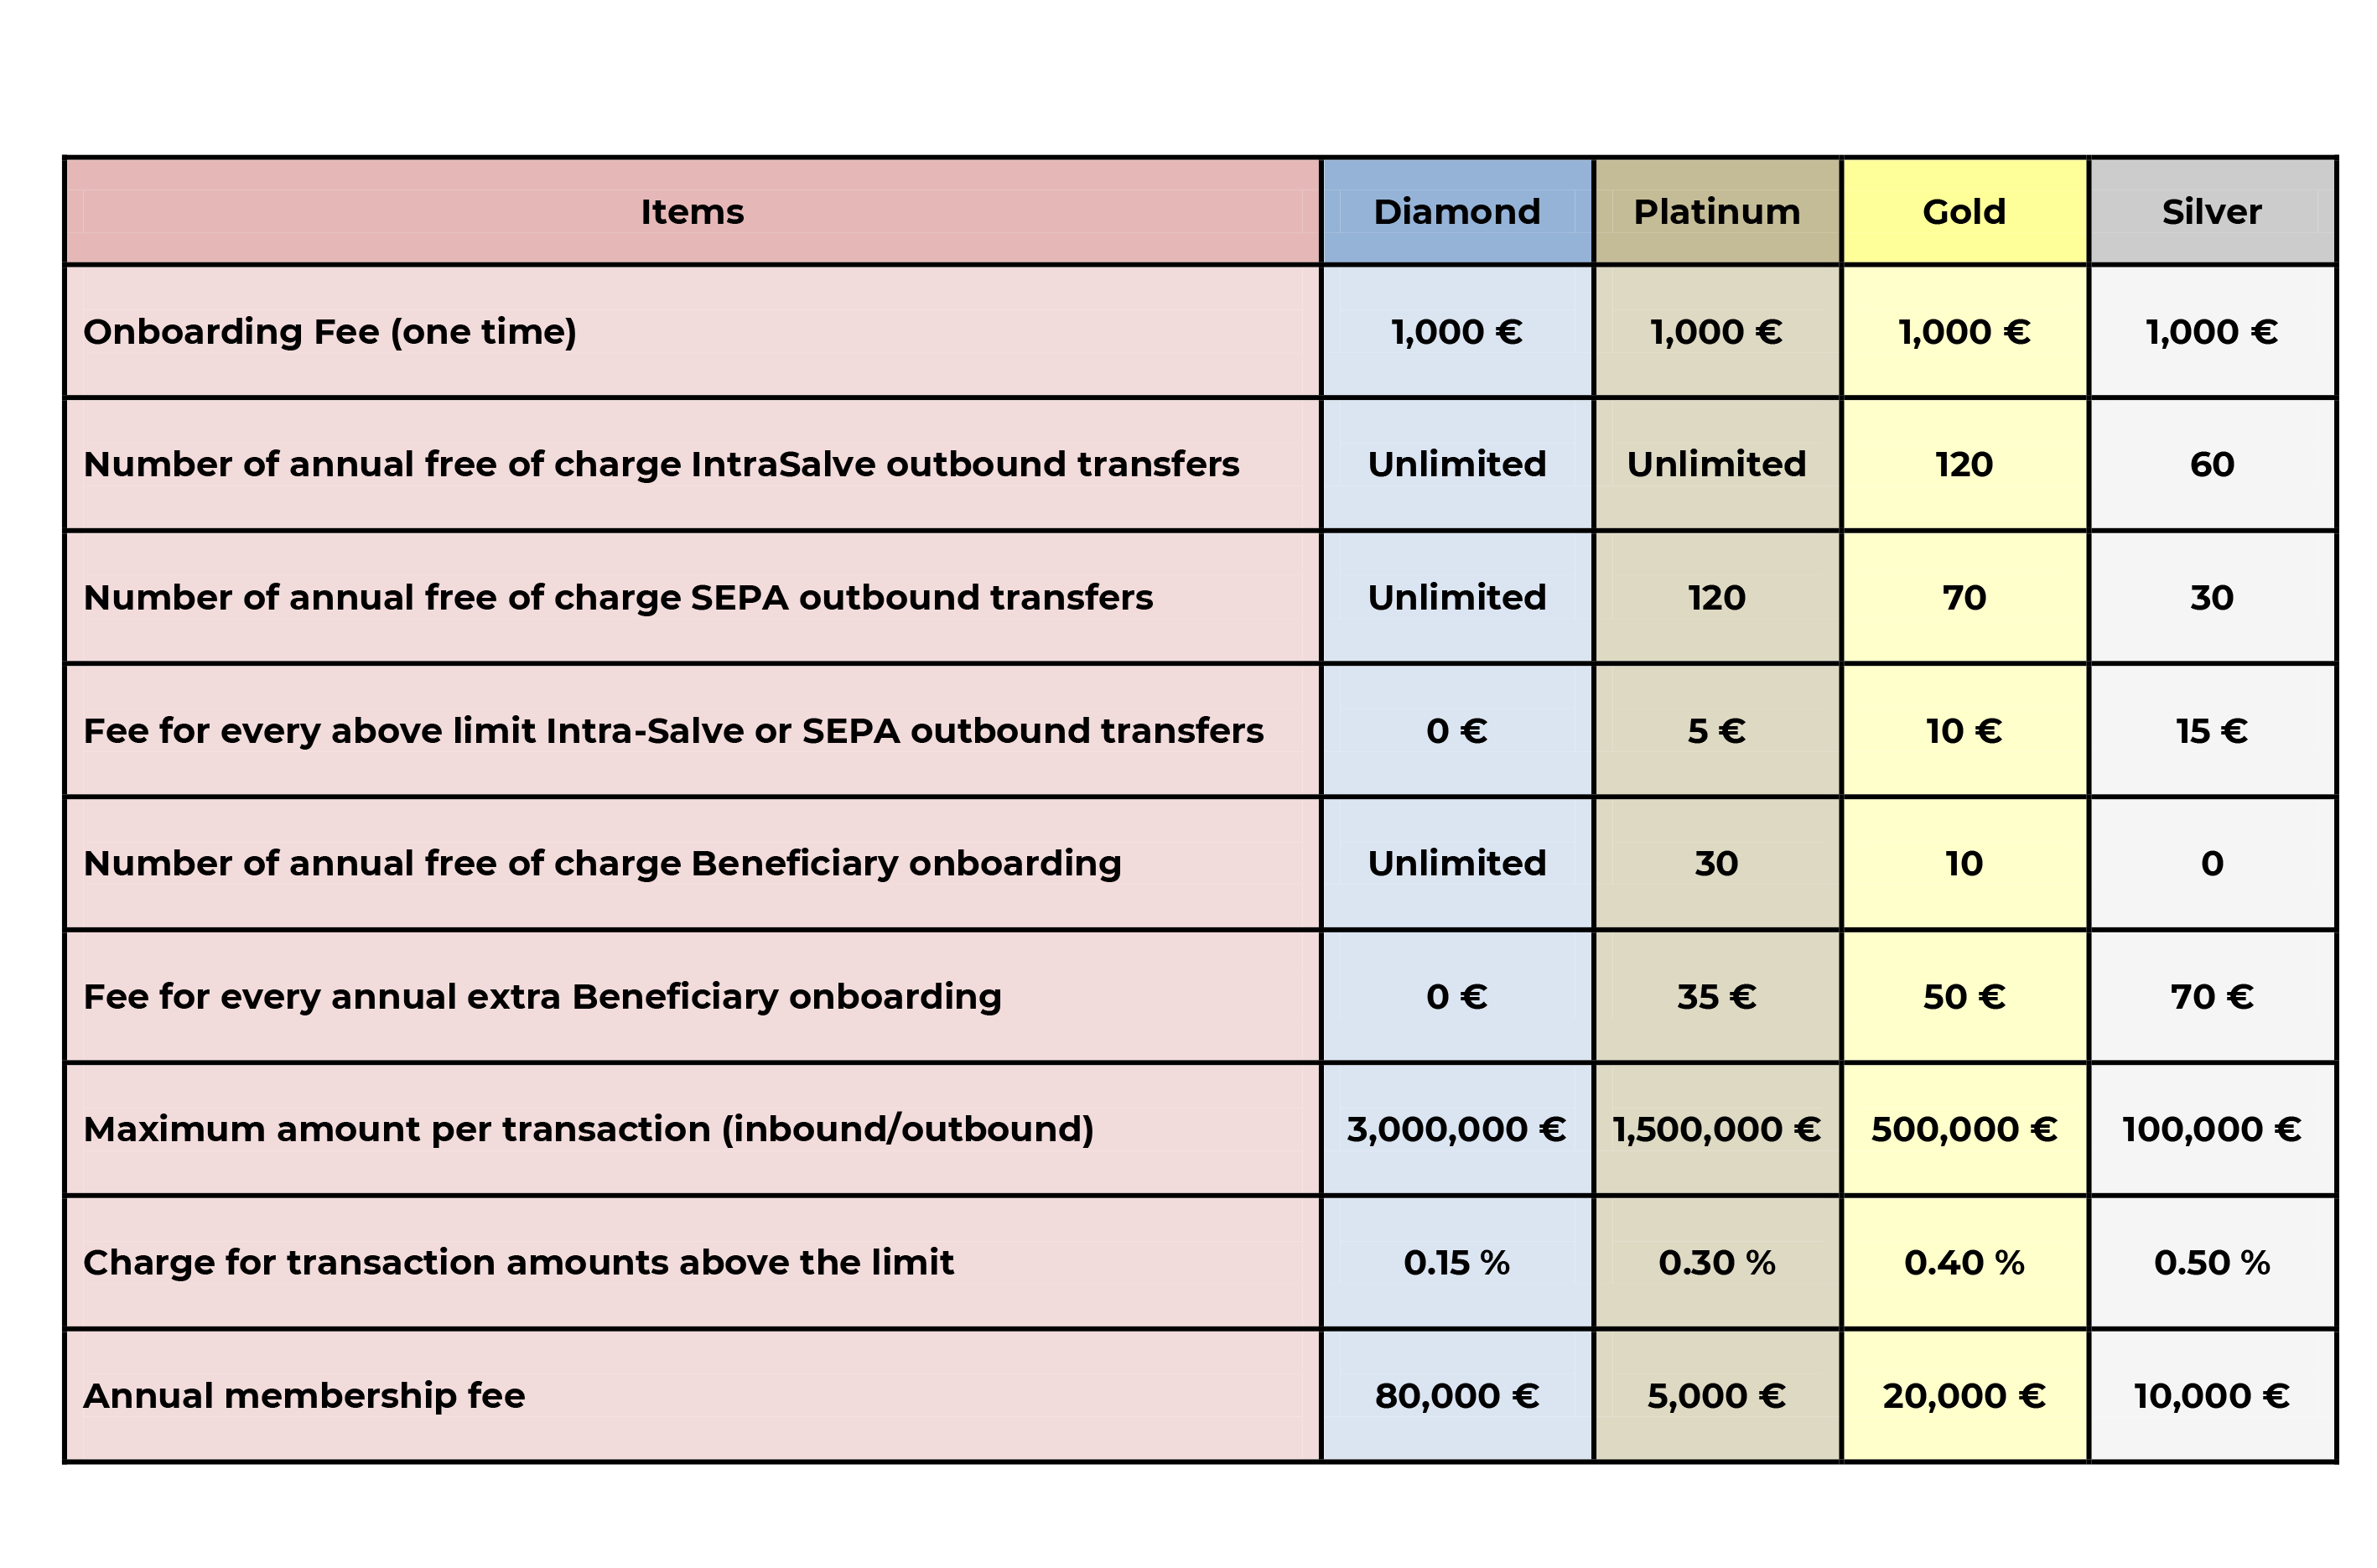 Items Diamond Platinum Gold Silver
Onboarding Fee (one time) 1,000 € 1,000 € 1,000 € 1,000 €
Number of annual free of charge IntraSalve outbound transfers Unlimited Unlimited 120 60
Number of annual free of charge SEPA outbound transfers Unlimited 120 70 30
Fee for every above limit Intra-Salve or SEPA outbound transfers 0 € 5 € 10 € 15 €
Number of annual free of charge Beneficiary onboarding Unlimited 30 10 0
Fee for every annual extra Beneficiary onboarding 0 € 35 € 50 € 70 €
Maximum amount per transaction (inbound/outbound) 3,000,000 € 1,500,000 € 500,000 € 100,000 €
Charge for transaction amounts above the limit 0.15 % 0.30 % 0.40 % 0.50 %
Annual membership fee 80,000 € 5,000 € 20,000 € 10,000 €